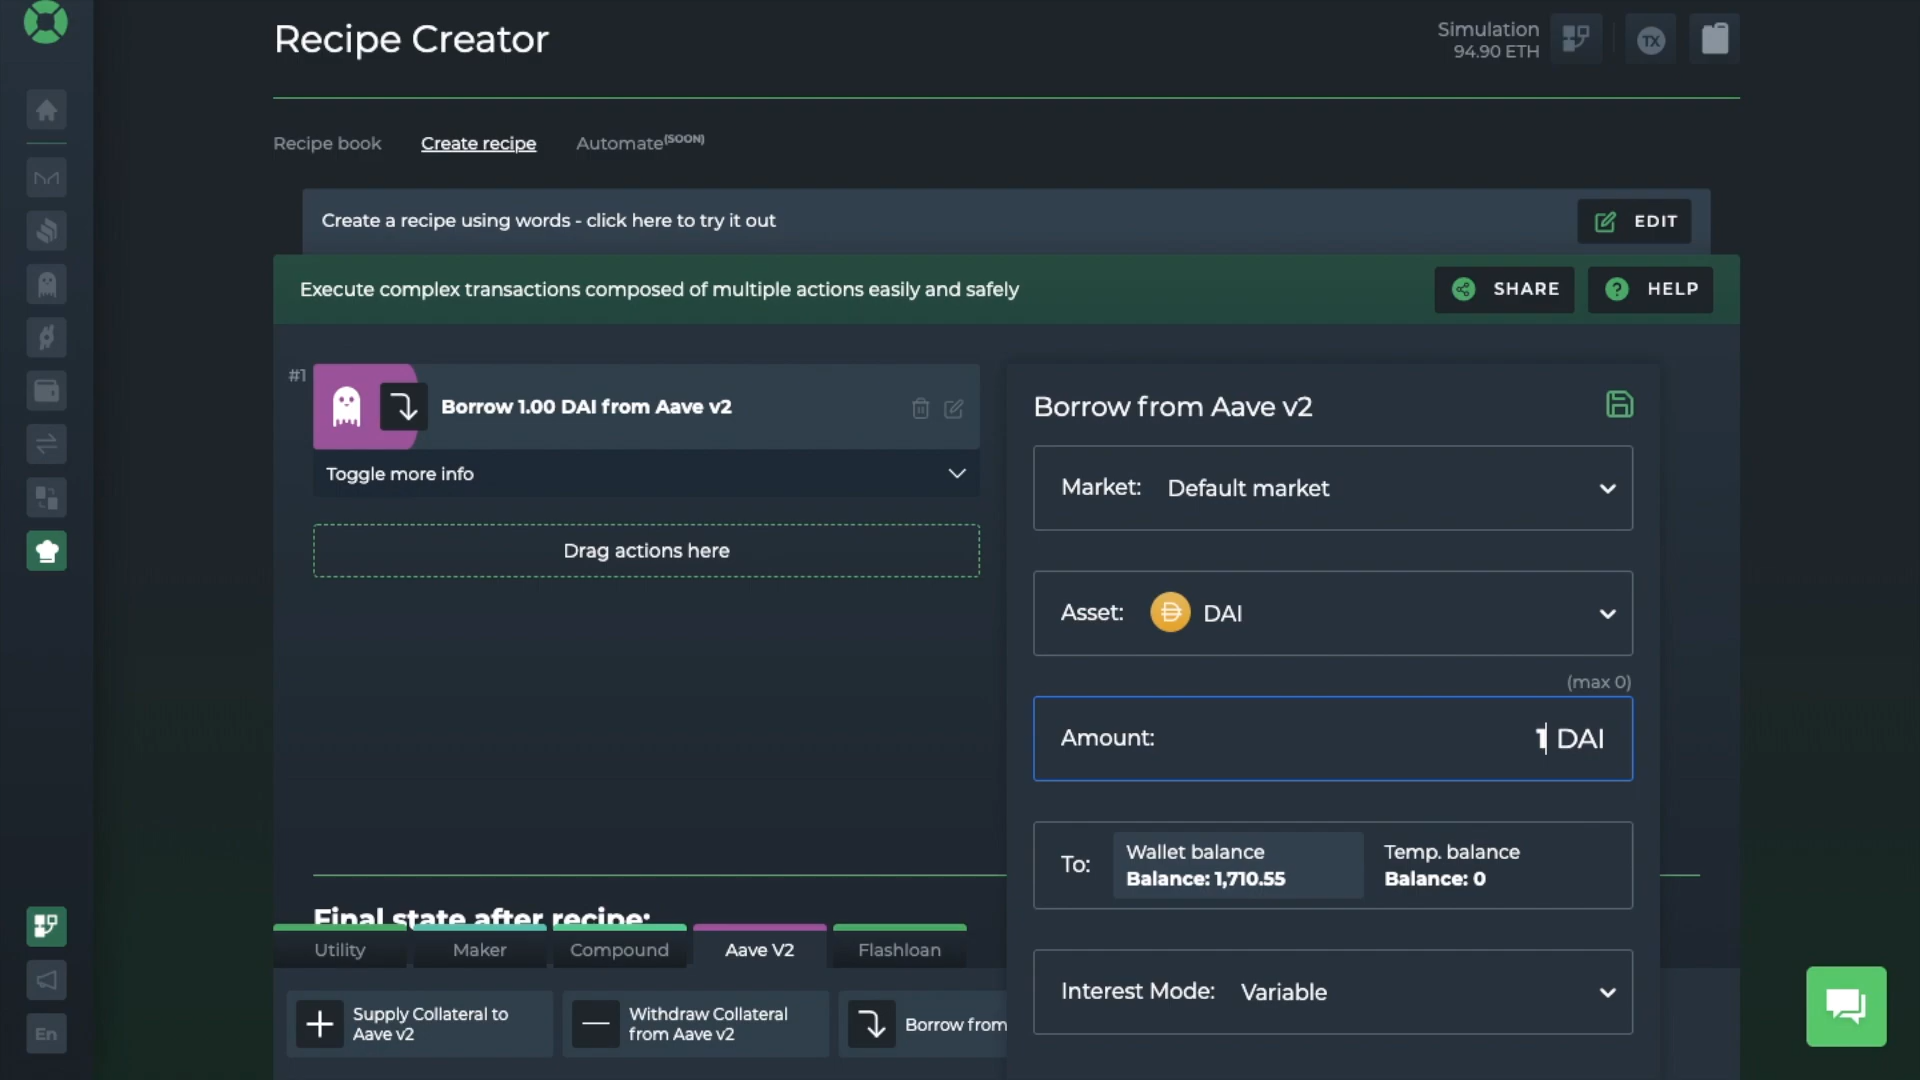 Recipe Creator
Simulation
94.90 ETH
TX
Recipe book
Create recipe
Automate(SOON)
Create a recipe using words - click here to try it out
EDIT
Execute complex transactions composed of multiple actions easily and safely
SHARE
HELP
#1
Borrow 1.00 DAI from Aave v2
Toggle more info
Drag actions here
Borrow from Aave v2
Market: Default market
Asset: DAI
(max 0)
Amount: 1 DAI
To:
Wallet balance
Balance: 1,710.55
Temp. balance
Balance: 0
Interest Mode: Variable
Final state after recipe:
Utility
Maker
Compound
Aave V2
Flashloan
Supply Collateral to
Aave v2
Withdraw Collateral
from Aave v2
Borrow from
En